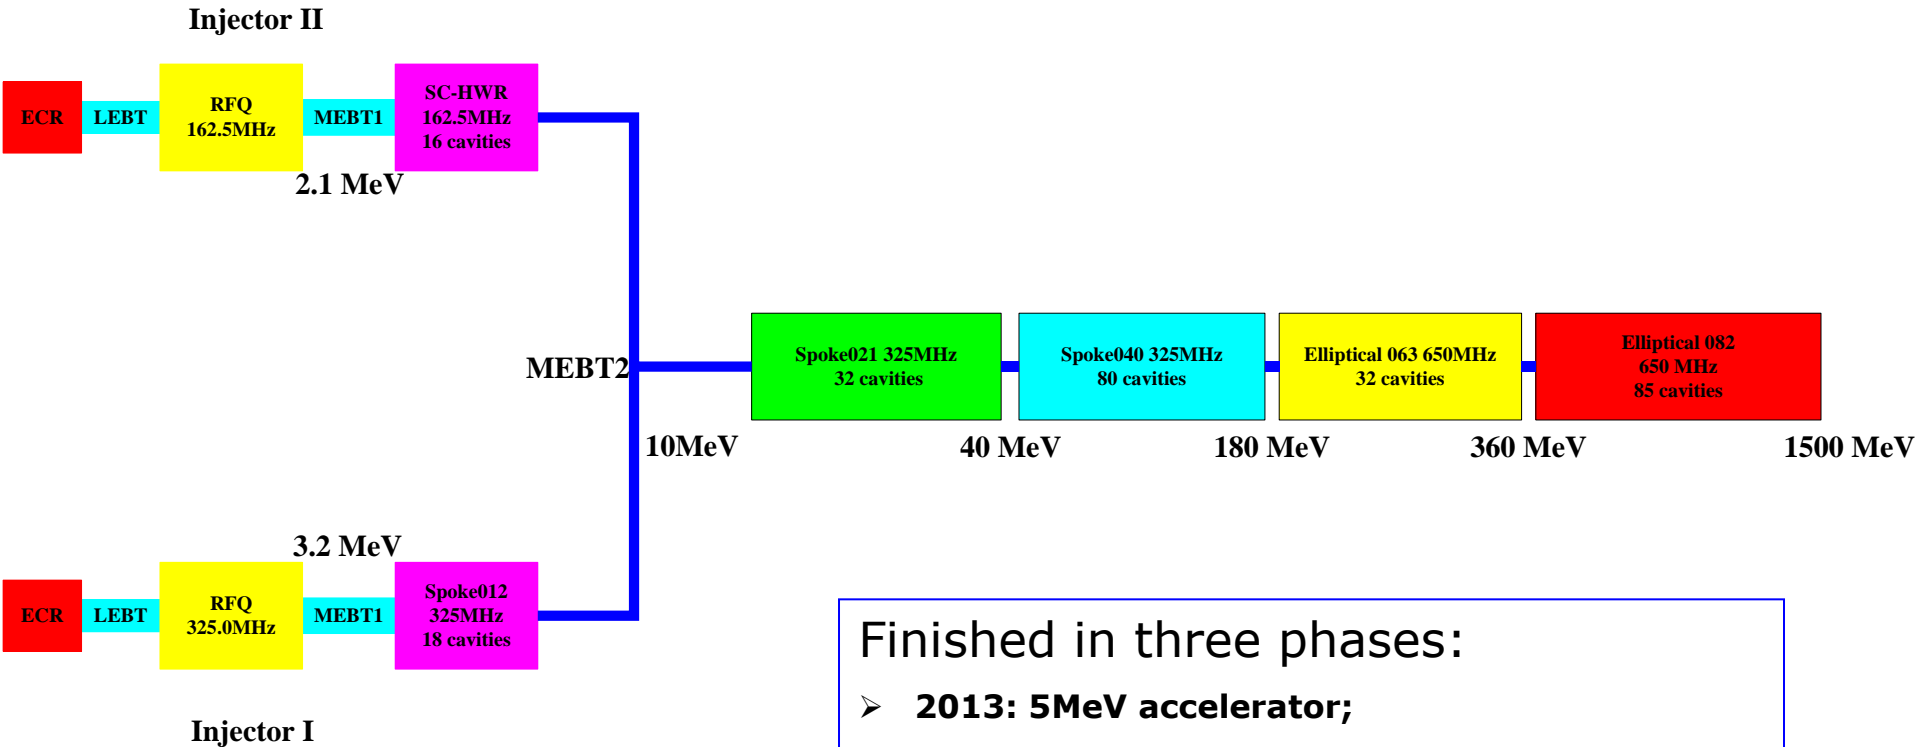 Injector II
ECR
LEBT
RFQ
162.5MHz
MEBT1
SC-HWR
162.5MHz
16 cavities
2.1 MeV
MEBT2
Spoke021 325MHz
32 cavities
Spoke040 325MHz
80 cavities
Elliptical 063 650MHz
32 cavities
Elliptical 082
650 MHz
85 cavities
10MeV
40 MeV
180 MeV
360 MeV
1500 MeV
3.2 MeV
ECR
LEBT
RFQ
325.0MHz
MEBT1
Spoke012
325MHz
18 cavities
Injector I
Finished in three phases:
➢ 2013: 5MeV accelerator;